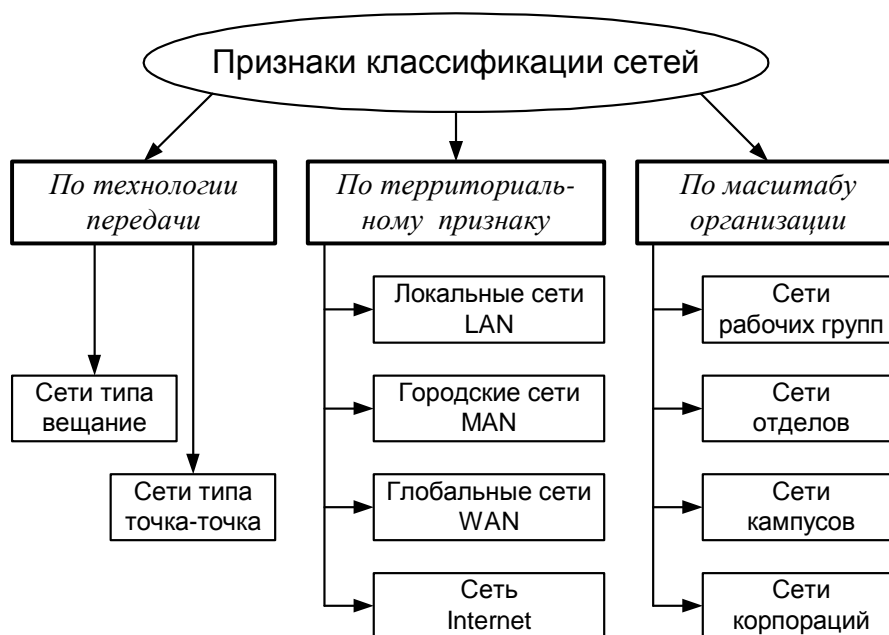 Признаки классификации сетей
По технологии
передачи
Сети типа
вещание
Сети типа
точка-точка
По территориаль-
ному признаку
Локальные сети
LAN
Городские сети
MAN
Глобальные сети
WAN
Сеть
Internet
По масштабу
организации
Сети
рабочих групп
Сети
отделов
Сети
кампусов
Сети
корпораций